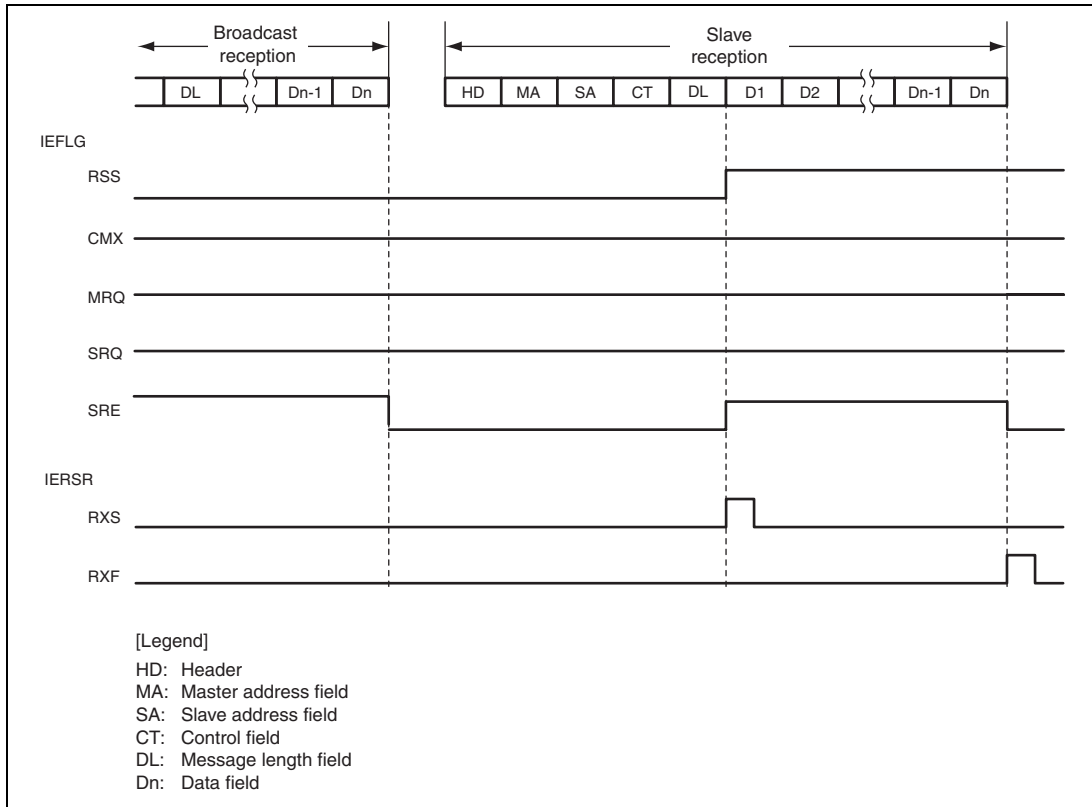 Broadcast
reception
Slave
reception
DL Dn-1 Dn HD MA SA CT DL D1 D2 Dn-1 Dn
IEFLG
RSS
CMX
MRQ
SRQ
SRE
IERSR
RXS
RXF
[Legend]
HD: Header
MA: Master address field
SA: Slave address field
CT: Control field
DL: Message length field
Dn: Data field